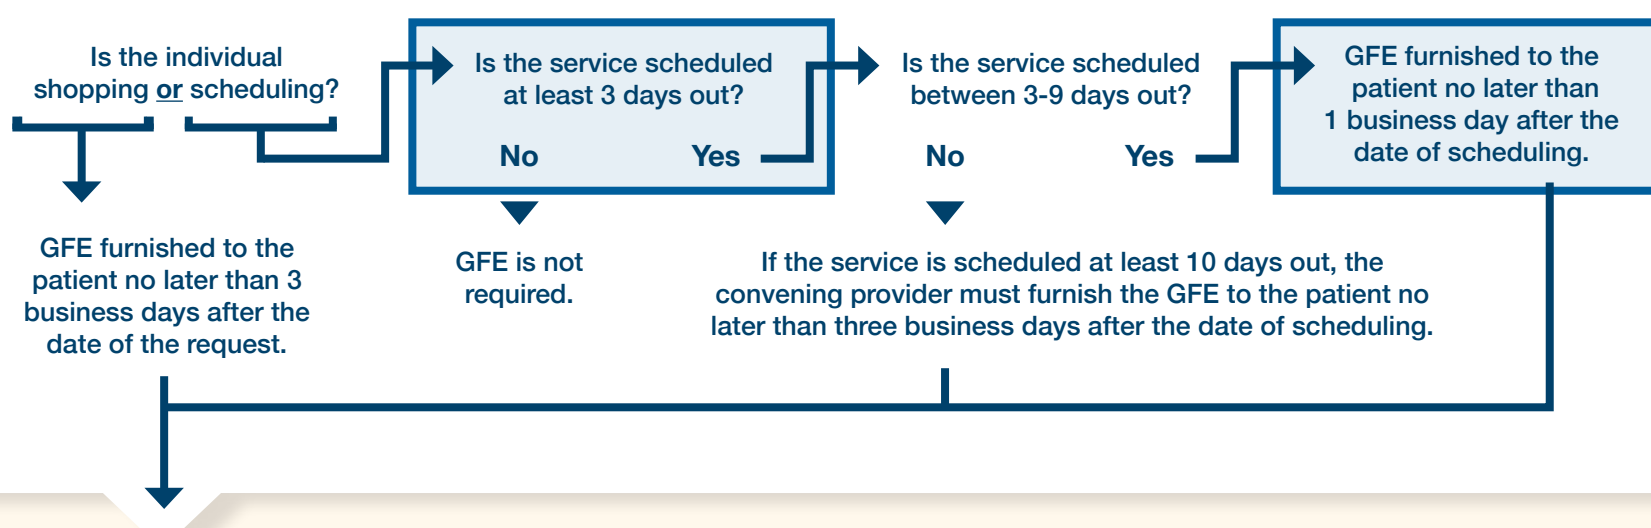 Is the individual
shopping or scheduling?
GFE furnished to the
patient no later than 3
business days after the
date of the request.
Is the service scheduled
at least 3 days out?
No
Yes
GFE is not
required.
Is the service scheduled
between 3-9 days out?
No
Yes
If the service is scheduled at least 10 days out, the
convening provider must furnish the GFE to the patient no
later than three business days after the date of scheduling.
GFE furnished to the
patient no later than
1 business day after the
date of scheduling.